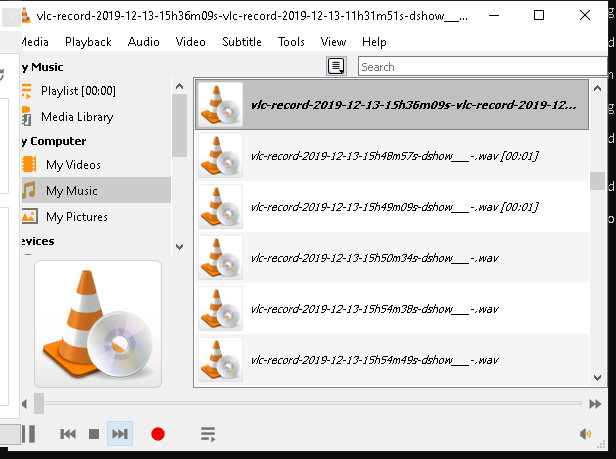 vlc-record-2019-12-13-15h36m09s-vlc-record-2019-12-13-11h31m51s-dshow___...
Media Playback Audio Video Subtitle Tools View Help
y Music
Playlist [00:00]
Media Library
y Computer
My Videos
My Music
My Pictures
evices
Search
vlc-record-2019-12-13-15h36m09s-vlc-record-2019-12...
vlc-record-2019-12-13-15h48m57s-dshow___-.wav [00:01]
vlc-record-2019-12-13-15h49m09s-dshow___-.wav [00:01]
vlc-record-2019-12-13-15h50m34s-dshow___-.wav
vlc-record-2019-12-13-15h54m38s-dshow___-.wav
vlc-record-2019-12-13-15h54m49s-dshow___-.wav